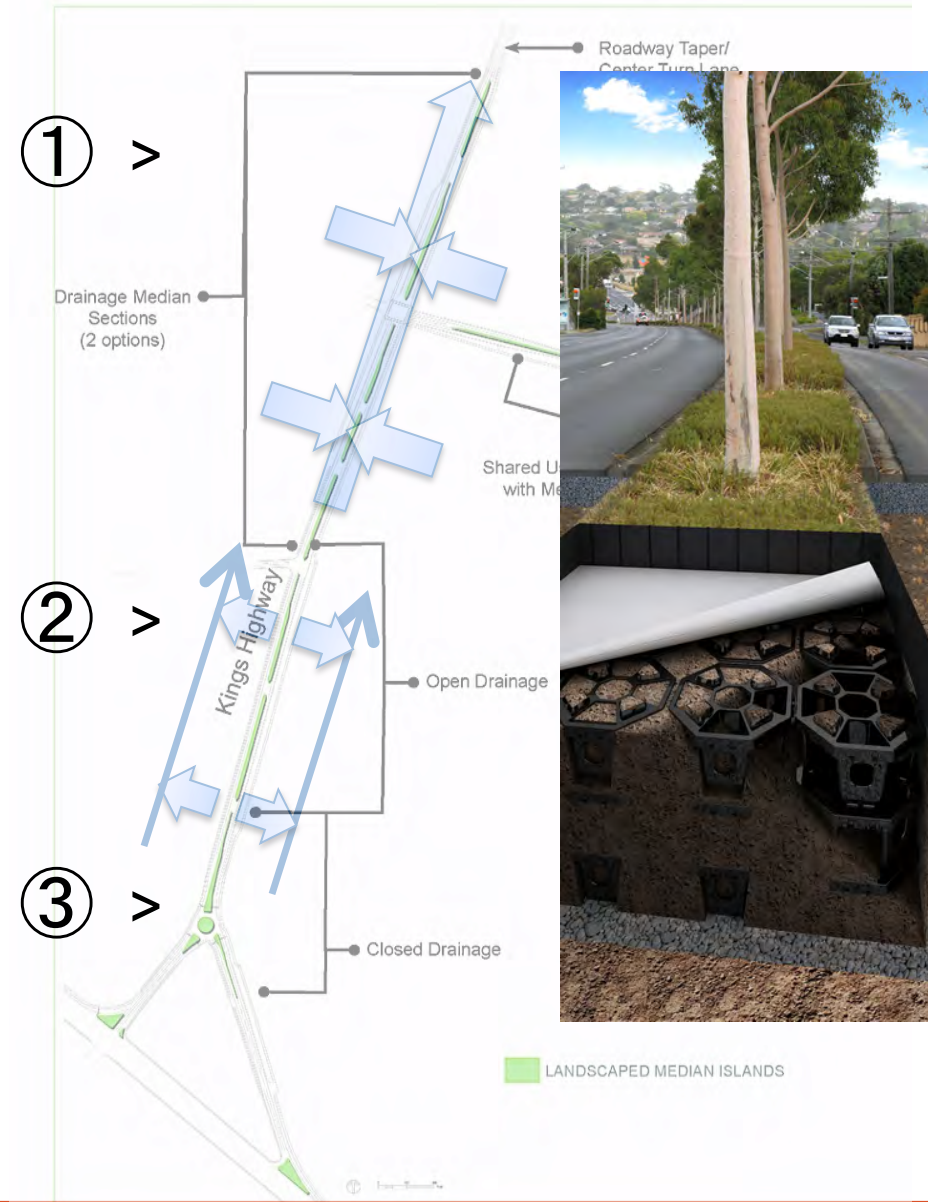 Roadway Taper/
Center Turn Lane
① >
Drainage Median
Sections
(2 options)
Shared
with
② >
Kings Highway
Open Drainage
③ >
Closed Drainage
LANDSCAPED MEDIAN ISLANDS